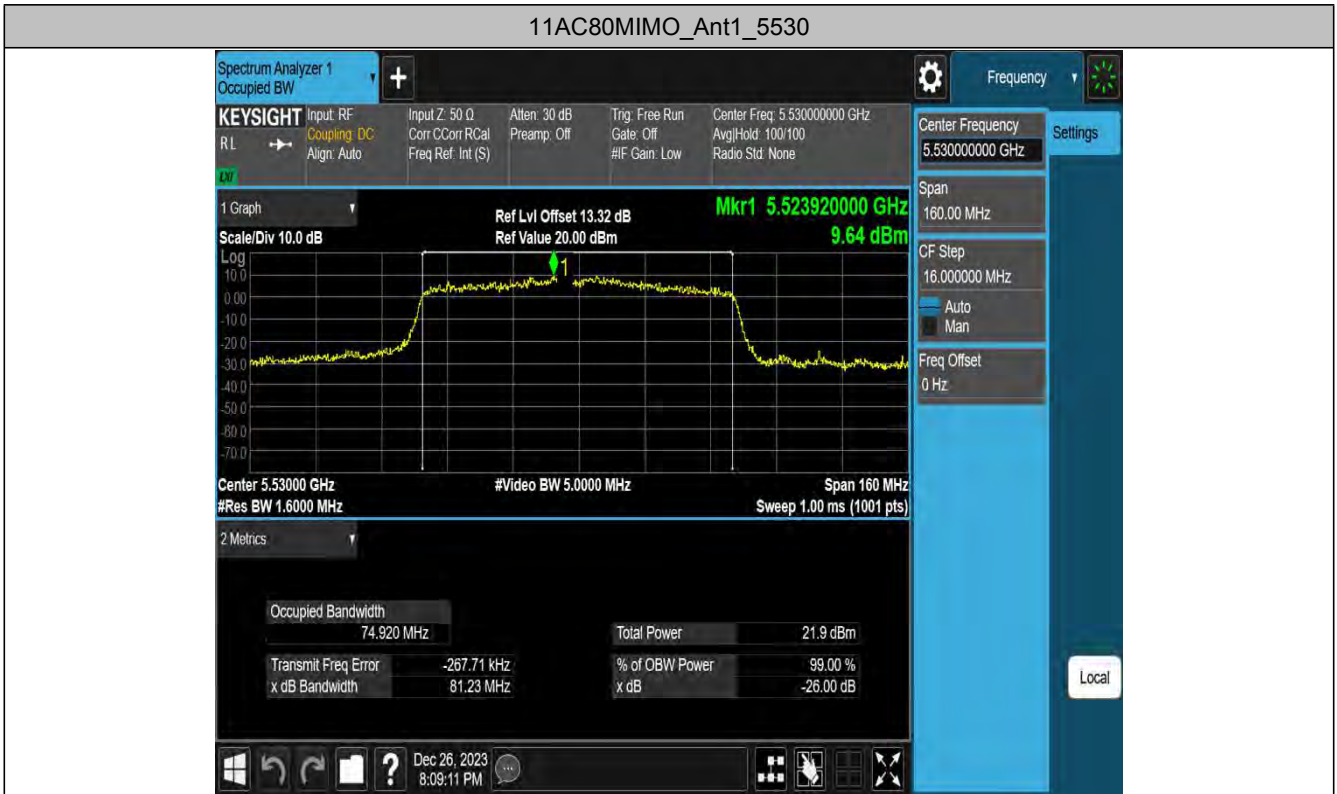 11AC80MIMO_Ant1_5530
Spectrum Analyzer 1
Occupied BW
+
Frequency
KEYSIGHT
RL
LXI
Input: RF
Coupling: DC
Align: Auto
Input Z: 50 Ω
Corr CCorr RCal
Freq Ref: Int (S)
Atten: 30 dB
Preamp: Off
Trig: Free Run
Gate: Off
#IF Gain: Low
Center Freq: 5.530000000 GHz
Avg|Hold: 100/100
Radio Std: None
Center Frequency
5.530000000 GHz
Settings
Span
160.00 MHz
CF Step
16.000000 MHz
Auto
Man
Freq Offset
0 Hz
Local
1 Graph
Scale/Div 10.0 dB
Ref Lvl Offset 13.32 dB
Ref Value 20.00 dBm
Mkr1 5.523920000 GHz
9.64 dBm
Log
10.0
0.00
-10.0
-20.0
-30.0
-40.0
-50.0
-60.0
-70.0
1
Center 5.53000 GHz
#Video BW 5.0000 MHz
Span 160 MHz
#Res BW 1.6000 MHz
Sweep 1.00 ms (1001 pts)
2 Metrics
Occupied Bandwidth
74.920 MHz
Total Power 21.9 dBm
Transmit Freq Error -267.71 kHz
% of OBW Power 99.00 %
x dB Bandwidth 81.23 MHz
x dB -26.00 dB
?
Dec 26, 2023
8:09:11 PM